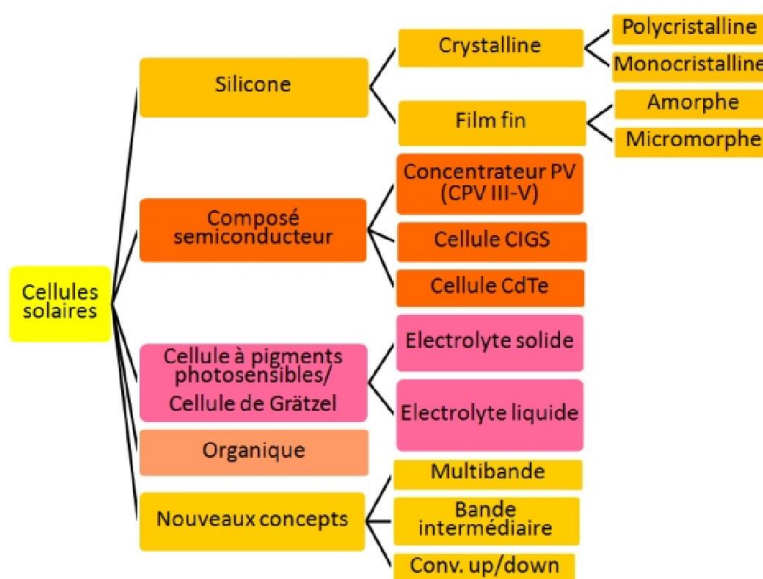 Cellules
solaires
Silicone
Crystalline
Polycristalline
Monocristalline
Film fin
Amorphe
Micromorphe
Composé
semiconducteur
Concentrateur PV
(CPV III-V)
Cellule CIGS
Cellule CdTe
Cellule à pigments
photosensibles/
Cellule de Grätzel
Electrolyte solide
Electrolyte liquide
Organique
Nouveaux concepts
Multibande
Bande
intermédiaire
Conv. up/down